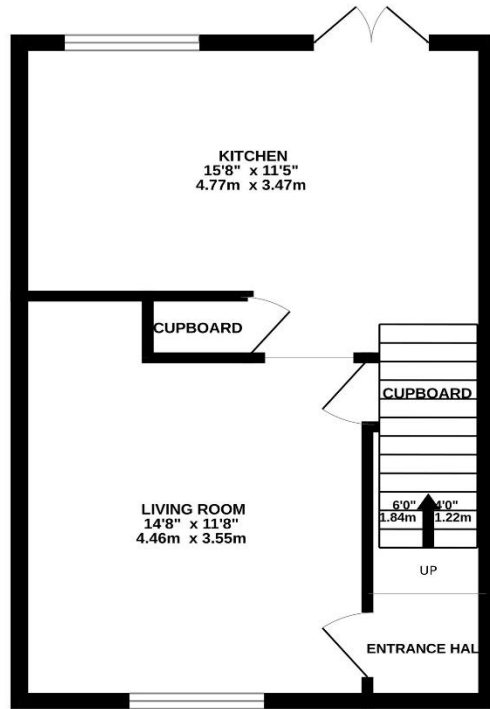 KITCHEN
15'8" x 11'5"
4.77m x 3.47m
CUPBOARD
CUPBOARD
LIVING ROOM
14'8" x 11'8"
4.46m x 3.55m
6'0" 4'0"
1.84m 1.22m
UP
ENTRANCE HAL